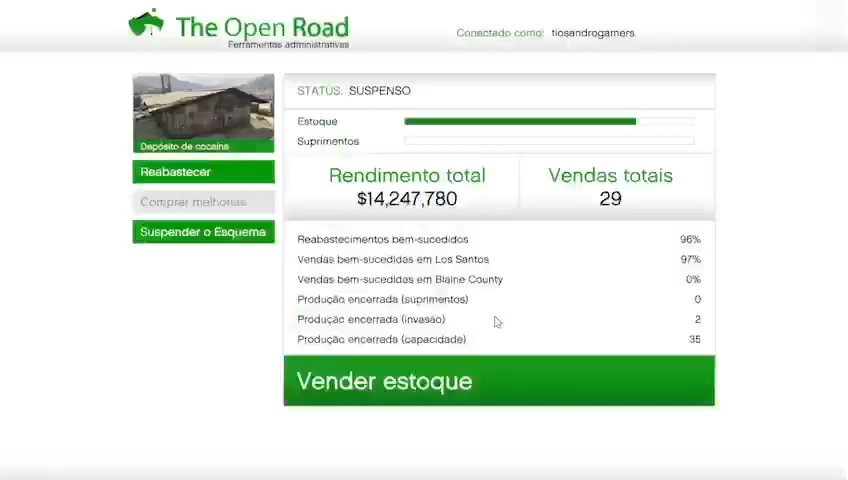 The Open Road
Ferramentas administrativas
Conectado como: tiosandrogamers
Depósito de cocaína
Reabastecer
Comprar melhorias
Suspender o Esquema
STATUS: SUSPENSO
Estoque
Suprimentos
Rendimento total
$14,247,780
Vendas totais
29
Reabastecimentos bem-sucedidos 96%
Vendas bem-sucedidas em Los Santos 97%
Vendas bem-sucedidas em Blaine County 0%
Produção encerrada (suprimentos) 0
Produção encerrada (invasão) 2
Produção encerrada (capacidade) 35
Vender estoque